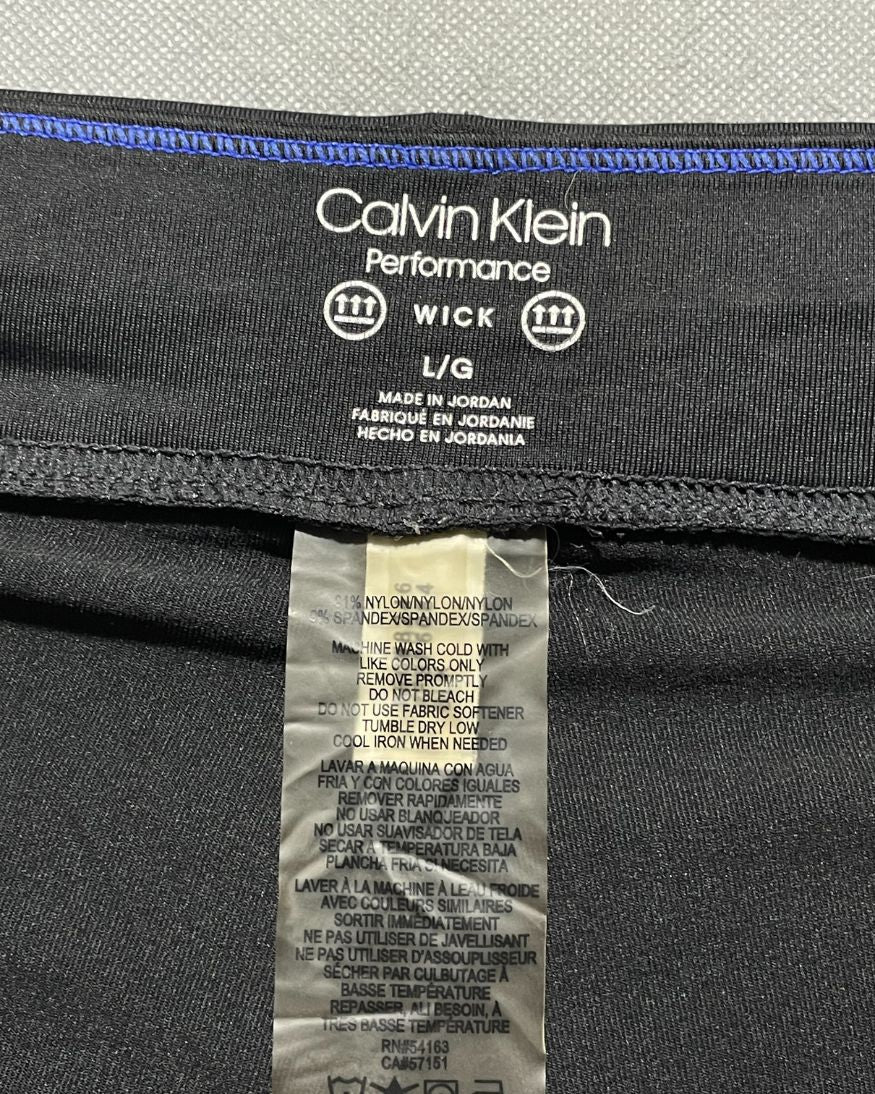 Calvin Klein
Performance
WICK
L/G
MADE IN JORDAN
FABRIQUÉ EN JORDANIE
HECHO EN JORDANIA
91% NYLON/NYLON/NYLON
9% SPANDEX/SPANDEX/SPANDEX
MACHINE WASH COLD WITH
LIKE COLORS ONLY
REMOVE PROMPTLY
DO NOT BLEACH
DO NOT USE FABRIC SOFTENER
TUMBLE DRY LOW
COOL IRON WHEN NEEDED
LAVAR A MAQUINA CON AGUA
FRIA Y CON COLORES IGUALES
REMOVER RAPIDAMENTE
NO USAR BLANQUEADOR
NO USAR SUAVISADOR DE TELA
SECAR A TEMPERATURA BAJA
PLANCHA FRIA SI NECESITA
LAVER À LA MACHINE À LEAU FROIDE
AVEC COULEURS SIMILAIRES
SORTIR IMMÉDIATEMENT
NE PAS UTILISER DE JAVELLISANT
NE PAS UTILISER D'ASSOUPLISSEUR
SÉCHER PAR CULBUTAGE À
BASSE TEMPÉRATURE
REPASSER, ALI BESOIN, À
TRES BASSE TEMPÉRATURE
RN#54163
CA#57151